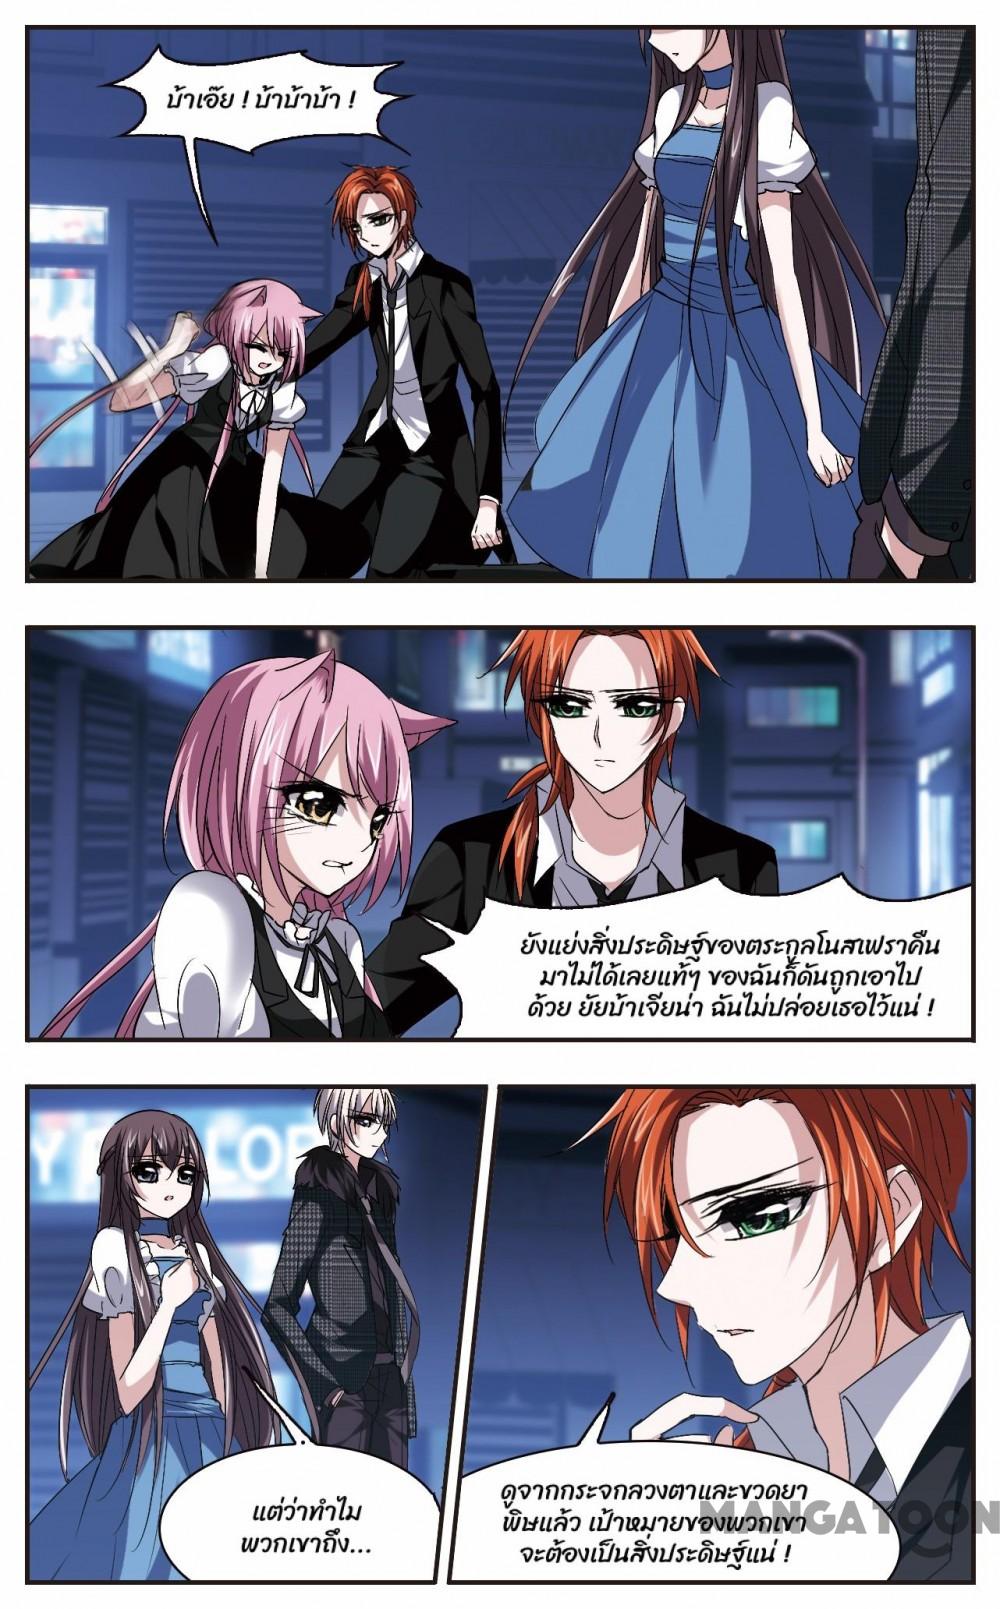 บ้าเอ๊ย ! บ้าบ้าบ้า !
ยังแย่งสิ่งประดิษฐ์ของตระกูลโนสเฟราคืน
มาไม่ได้เลยแท้ๆ ของฉันก็ดันถูกเอาไป
ด้วย ยัยบ้าเจียน่า ฉันไม่ปล่อยเธอไว้แน่ !
แต่ว่าทำไม
พวกเขาถึง...
ดูจากกระจกลวงตาและขวดยา
พิษแล้ว เป้าหมายของพวกเขา
จะต้องเป็นสิ่งประดิษฐ์แน่ !
MANGATOON